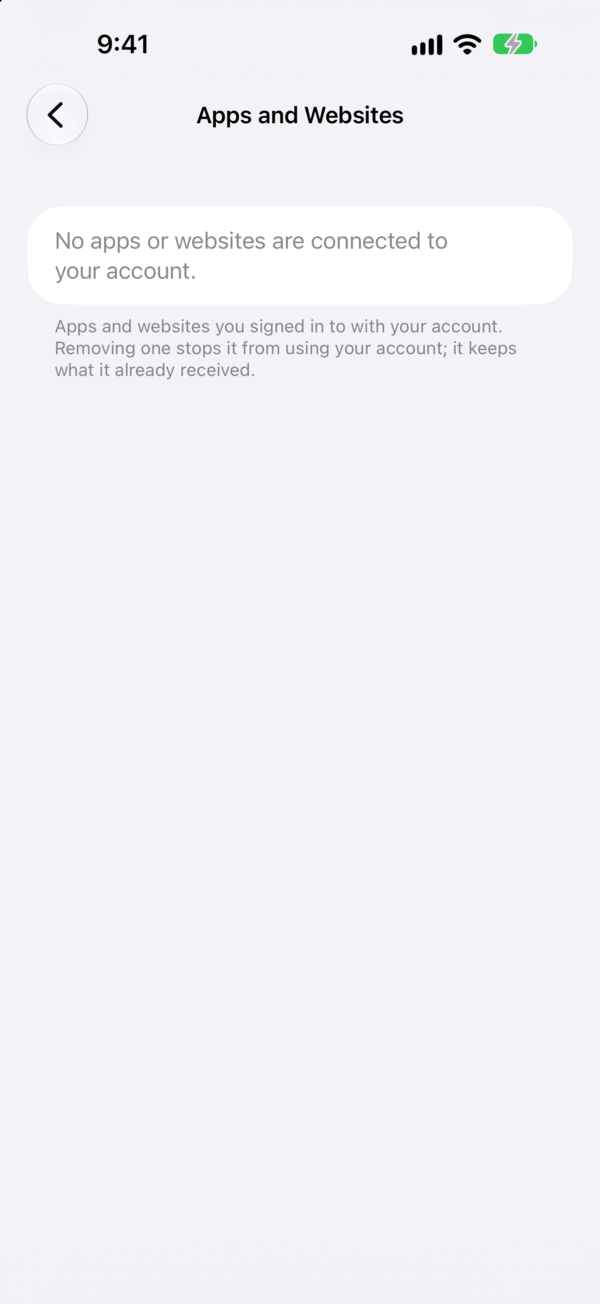 9:41
Apps and Websites
No apps or websites are connected to
your account.
Apps and websites you signed in to with your account.
Removing one stops it from using your account; it keeps
what it already received.